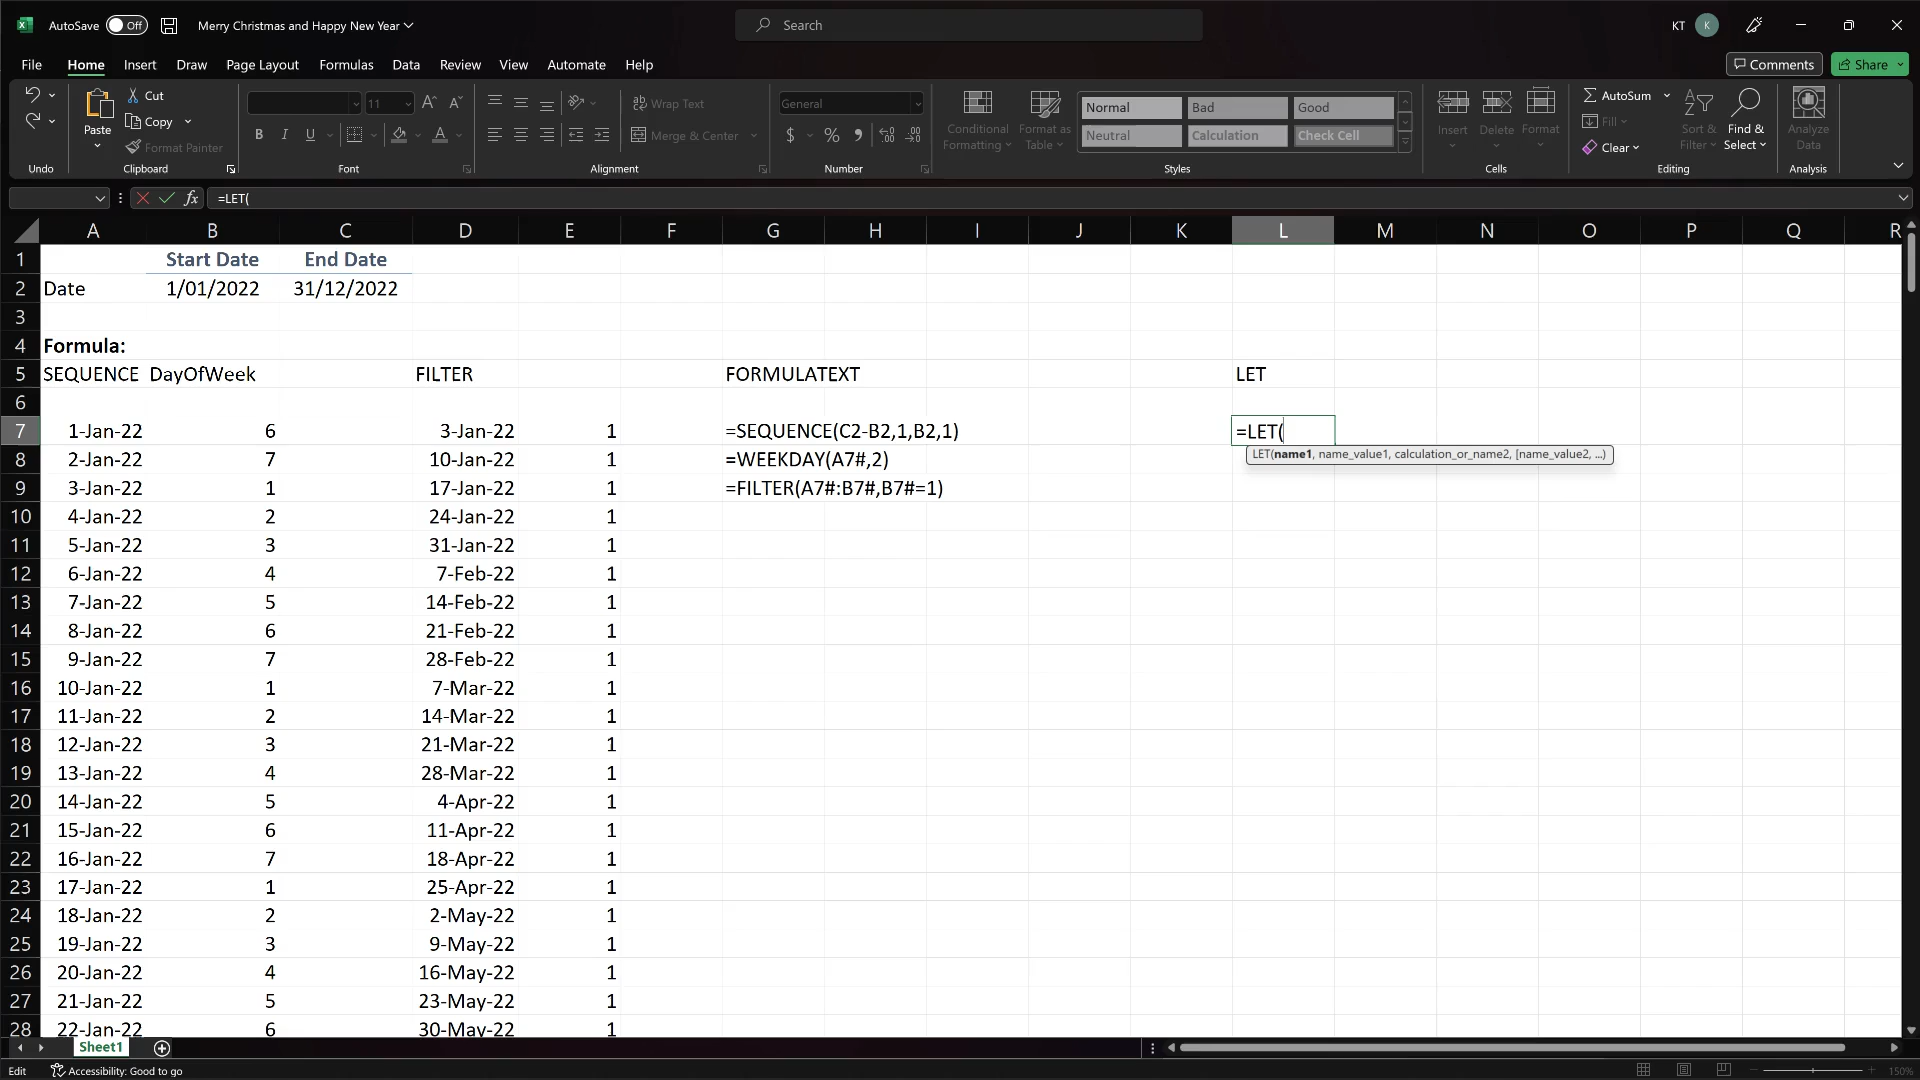 AutoSave Off Merry Christmas and Happy New Year Search KT K
File Home Insert Draw Page Layout Formulas Data Review View Automate Help Comments Share
Cut 11 Wrap Text General Normal Bad Good AutoSum
Paste Copy Conditional Formatting Format as Table Insert Delete Format Fill Sort & Filter Find & Select Analyze Data
Format Painter B I U Merge & Center $ % Neutral Calculation Check Cell Clear
Undo Clipboard Font Alignment Number Styles Cells Editing Analysis
fx =LET(
A B C D E F G H I J K L M N O P Q R
1 Start Date End Date
2 Date 1/01/2022 31/12/2022
3
4 Formula:
5 SEQUENCE DayOfWeek FILTER FORMULATEXT LET
6
7 1-Jan-22 6 3-Jan-22 1 =SEQUENCE(C2-B2,1,B2,1) =LET(
LET(name1, name_value1, calculation_or_name2, [name_value2, ...)
8 2-Jan-22 7 10-Jan-22 1 =WEEKDAY(A7#,2)
9 3-Jan-22 1 17-Jan-22 1 =FILTER(A7#:B7#,B7#=1)
10 4-Jan-22 2 24-Jan-22 1
11 5-Jan-22 3 31-Jan-22 1
12 6-Jan-22 4 7-Feb-22 1
13 7-Jan-22 5 14-Feb-22 1
14 8-Jan-22 6 21-Feb-22 1
15 9-Jan-22 7 28-Feb-22 1
16 10-Jan-22 1 7-Mar-22 1
17 11-Jan-22 2 14-Mar-22 1
18 12-Jan-22 3 21-Mar-22 1
19 13-Jan-22 4 28-Mar-22 1
20 14-Jan-22 5 4-Apr-22 1
21 15-Jan-22 6 11-Apr-22 1
22 16-Jan-22 7 18-Apr-22 1
23 17-Jan-22 1 25-Apr-22 1
24 18-Jan-22 2 2-May-22 1
25 19-Jan-22 3 9-May-22 1
26 20-Jan-22 4 16-May-22 1
27 21-Jan-22 5 23-May-22 1
28 22-Jan-22 6 30-May-22 1
Sheet1
Edit Accessibility: Good to go 150%